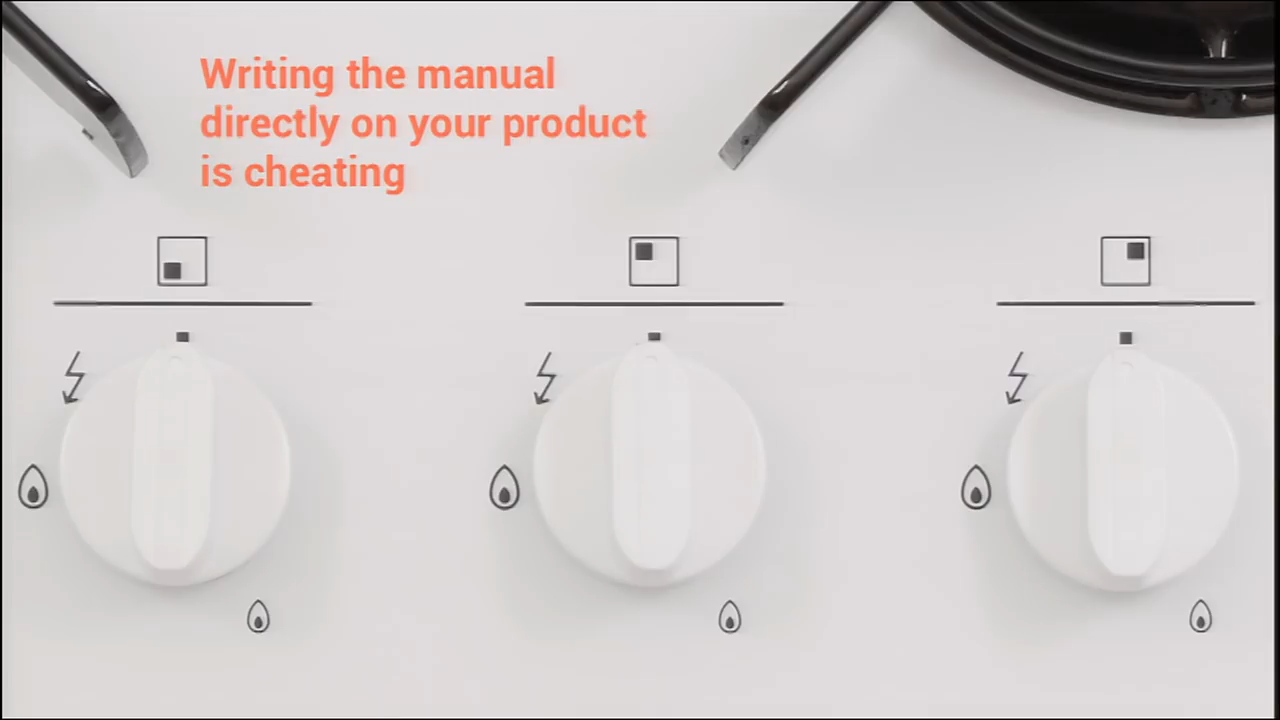 Writing the manual
directly on your product
is cheating